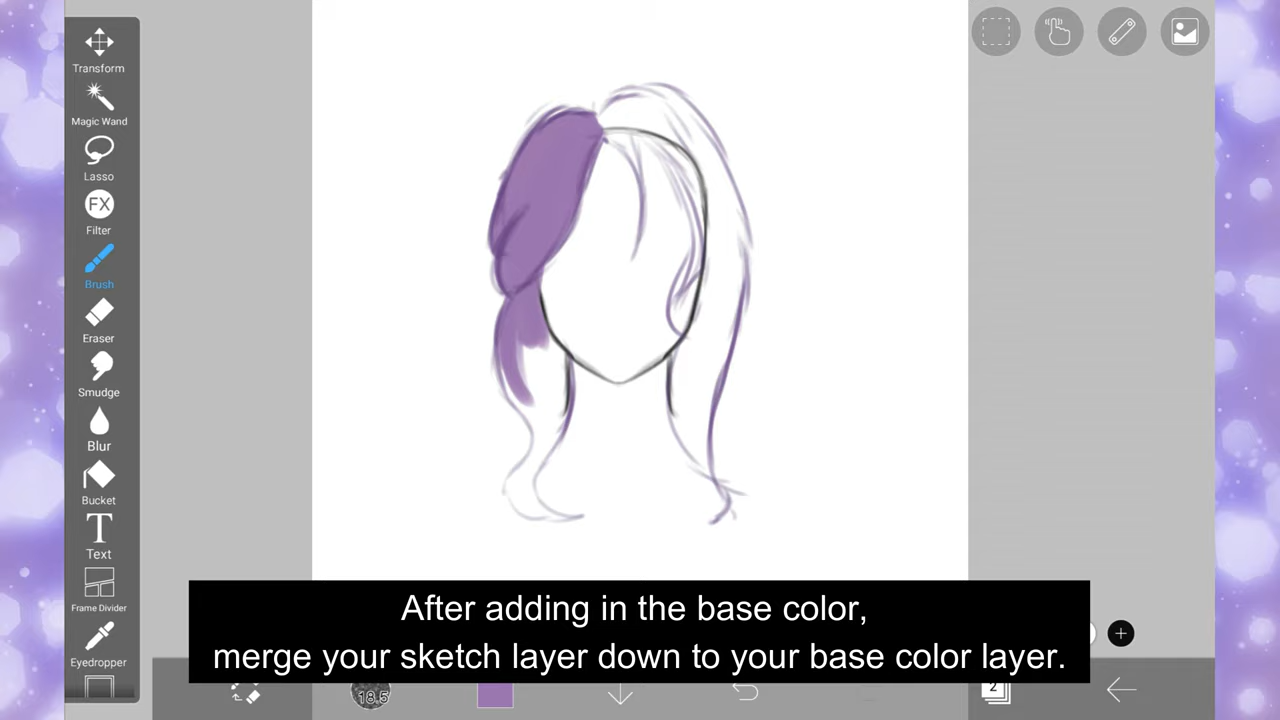 Transform
Magic Wand
Lasso
FX
Filter
Brush
Eraser
Smudge
Blur
Bucket
T
Text
Frame Divider
Eyedropper
After adding in the base color,
merge your sketch layer down to your base color layer.
18.5
2